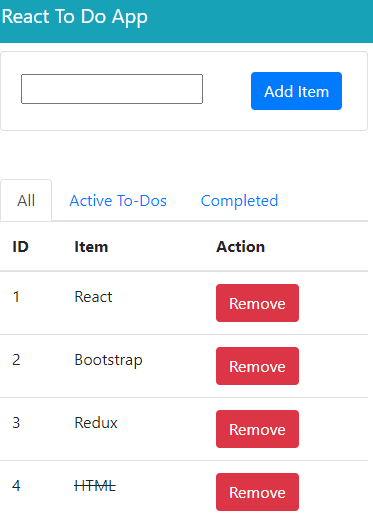 React To Do App
Add Item
All Active To-Dos Completed
ID Item Action
1 React Remove
2 Bootstrap Remove
3 Redux Remove
4 HTML Remove